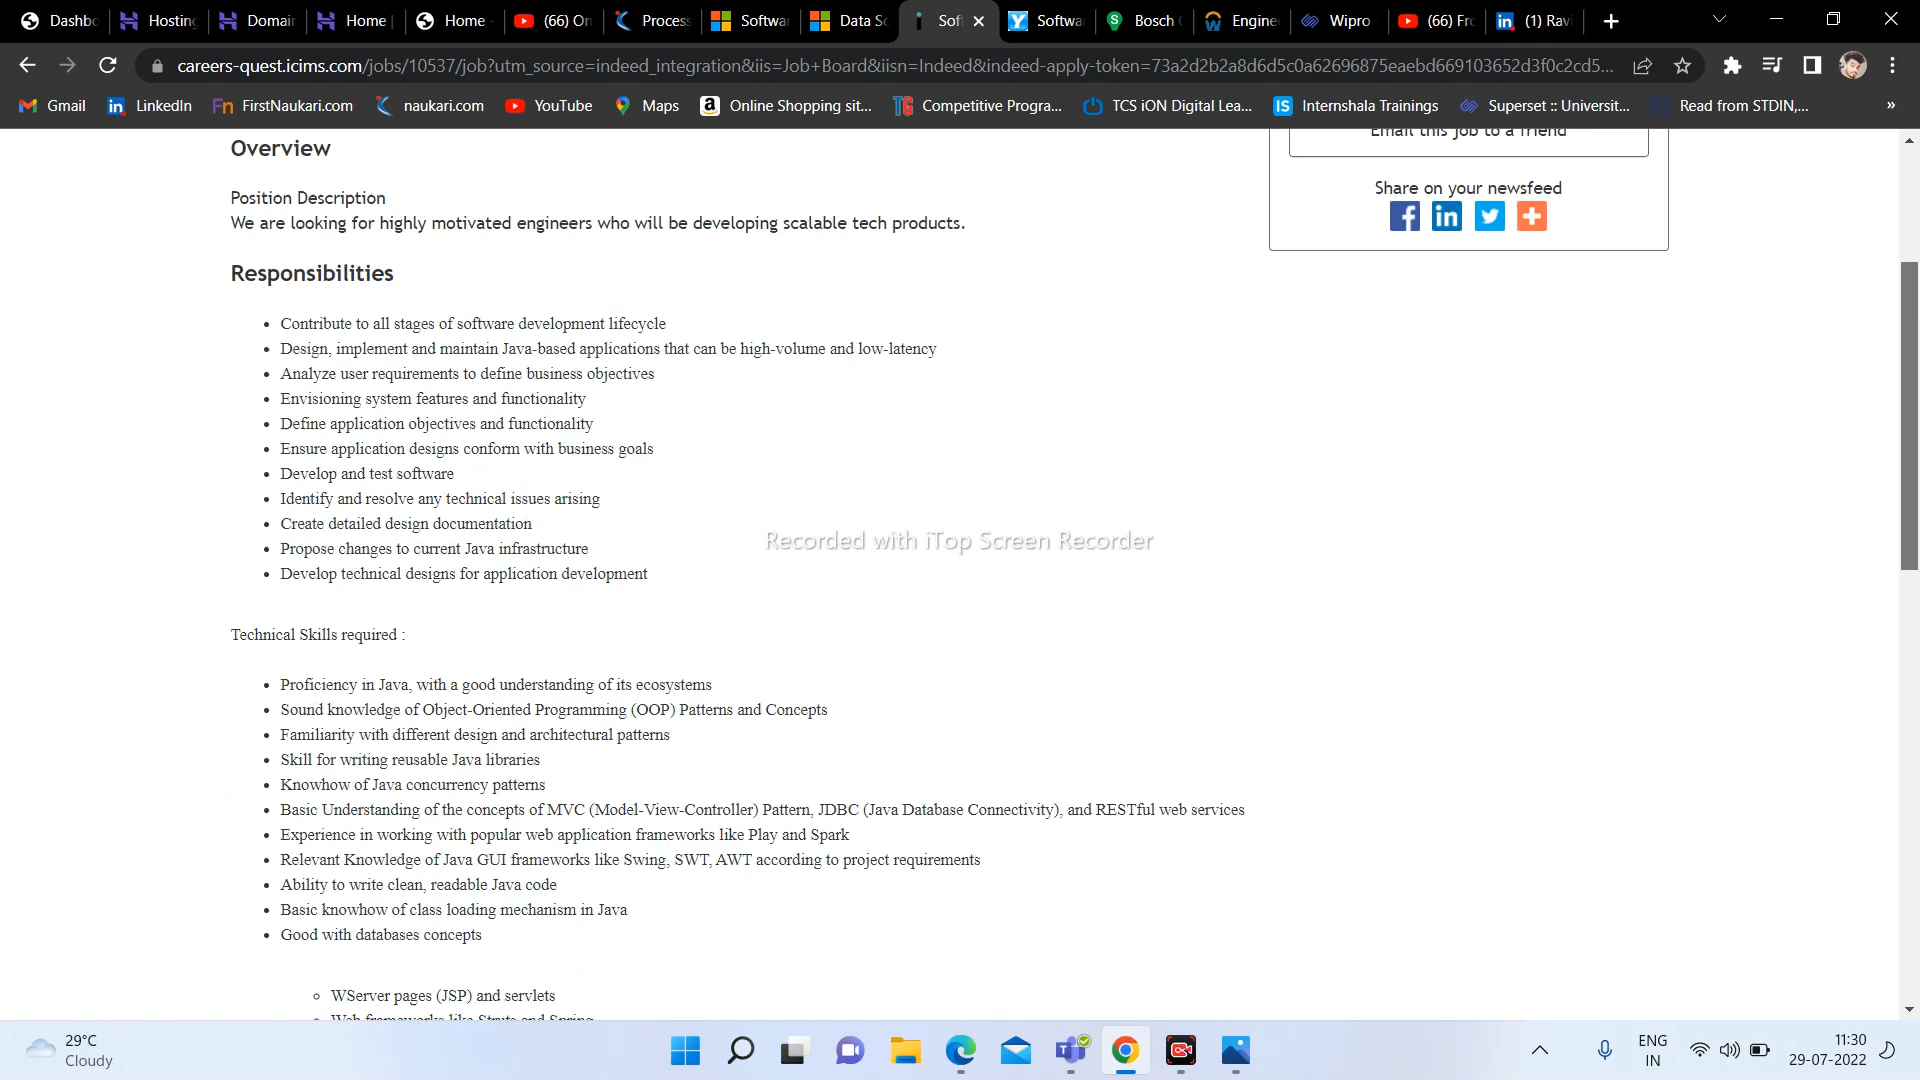 Dashbo
Hosting
Domain
Home
Home -
(66) On
Process
Softwar
Data Sc
Sof
Softwa
Bosch
Engine
Wipro
(66) Fr
(1) Rav
careers-quest.icims.com/jobs/10537/job?utm_source=indeed_integration&iis=Job+Board&iisn=Indeed&indeed-apply-token=73a2d2b2a8d6d5c0a62696875eaebd669103652d3f0c2cd5...
Gmail
LinkedIn
FirstNaukari.com
naukari.com
YouTube
Maps
Online Shopping sit...
Competitive Progra...
TCS iON Digital Lea...
Internshala Trainings
Superset :: Universit...
Read from STDIN,...
»
Email this job to a friend
Share on your newsfeed
Overview
Position Description
We are looking for highly motivated engineers who will be developing scalable tech products.
Responsibilities
• Contribute to all stages of software development lifecycle
• Design, implement and maintain Java-based applications that can be high-volume and low-latency
• Analyze user requirements to define business objectives
• Envisioning system features and functionality
• Define application objectives and functionality
• Ensure application designs conform with business goals
• Develop and test software
• Identify and resolve any technical issues arising
• Create detailed design documentation
• Propose changes to current Java infrastructure
• Develop technical designs for application development
Recorded with iTop Screen Recorder
Technical Skills required :
• Proficiency in Java, with a good understanding of its ecosystems
• Sound knowledge of Object-Oriented Programming (OOP) Patterns and Concepts
• Familiarity with different design and architectural patterns
• Skill for writing reusable Java libraries
• Knowhow of Java concurrency patterns
• Basic Understanding of the concepts of MVC (Model-View-Controller) Pattern, JDBC (Java Database Connectivity), and RESTful web services
• Experience in working with popular web application frameworks like Play and Spark
• Relevant Knowledge of Java GUI frameworks like Swing, SWT, AWT according to project requirements
• Ability to write clean, readable Java code
• Basic knowhow of class loading mechanism in Java
• Good with databases concepts
◦ WServer pages (JSP) and servlets
◦ Web frameworks like Struts and Spring
29°C
Cloudy
ENG
IN
11:30
29-07-2022